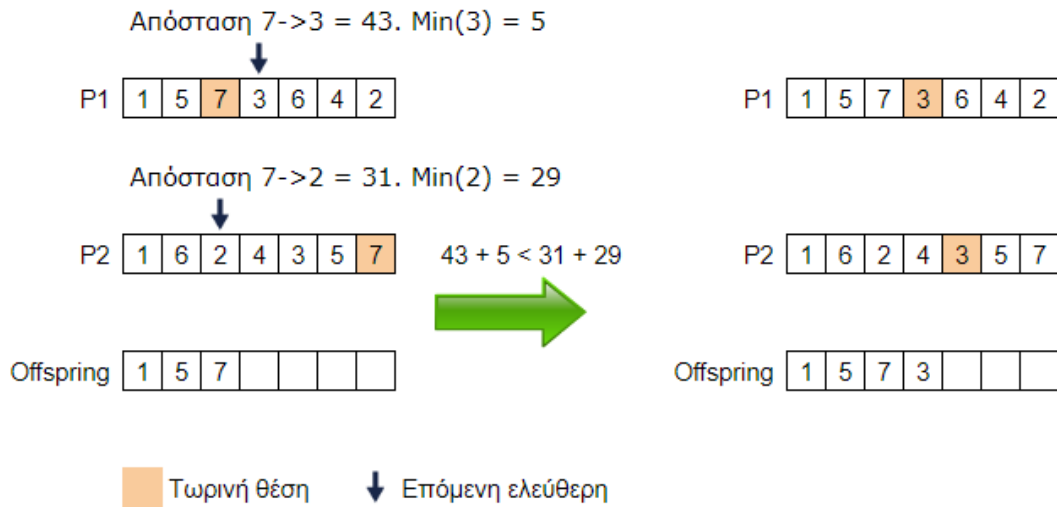 Απόσταση 7->3 = 43. Min(3) = 5
P1 1 5 7 3 6 4 2
P1 1 5 7 3 6 4 2
Απόσταση 7->2 = 31. Min(2) = 29
P2 1 6 2 4 3 5 7
43 + 5 < 31 + 29
P2 1 6 2 4 3 5 7
Offspring 1 5 7
Offspring 1 5 7 3
Τωρινή θέση
Επόμενη ελεύθερη